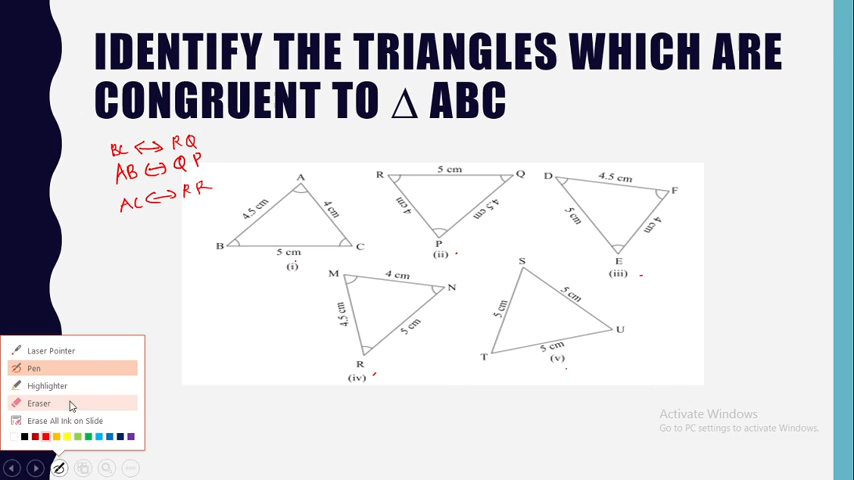 IDENTIFY THE TRIANGLES WHICH ARE
CONGRUENT TO Δ ABC
BC ↔ RQ
AB ↔ QP
AC ↔ RR
A
4.5 cm
4 cm
B
C
5 cm
(i)
5 cm
R
Q
4 cm
4.5 cm
P
(ii)
D
4.5 cm
F
5 cm
4 cm
E
(iii)
M
4 cm
N
4.5 cm
5 cm
R
(iv)
S
5 cm
5 cm
U
T
5 cm
(v)
Laser Pointer
Pen
Highlighter
Eraser
Erase All Ink on Slide
Activate Windows
Go to PC settings to activate Windows.